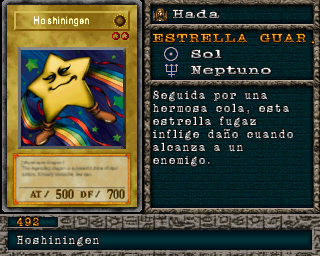 Hoshiningen
AT/ 500 DF/ 700
Hada
ESTRELLA GUAR.
Sol
Neptuno
Seguida por una
hermosa cola, esta
estrella fugaz
inflige daÍo cuando
alcanza a un
enemigo.
492
Hoshiningen